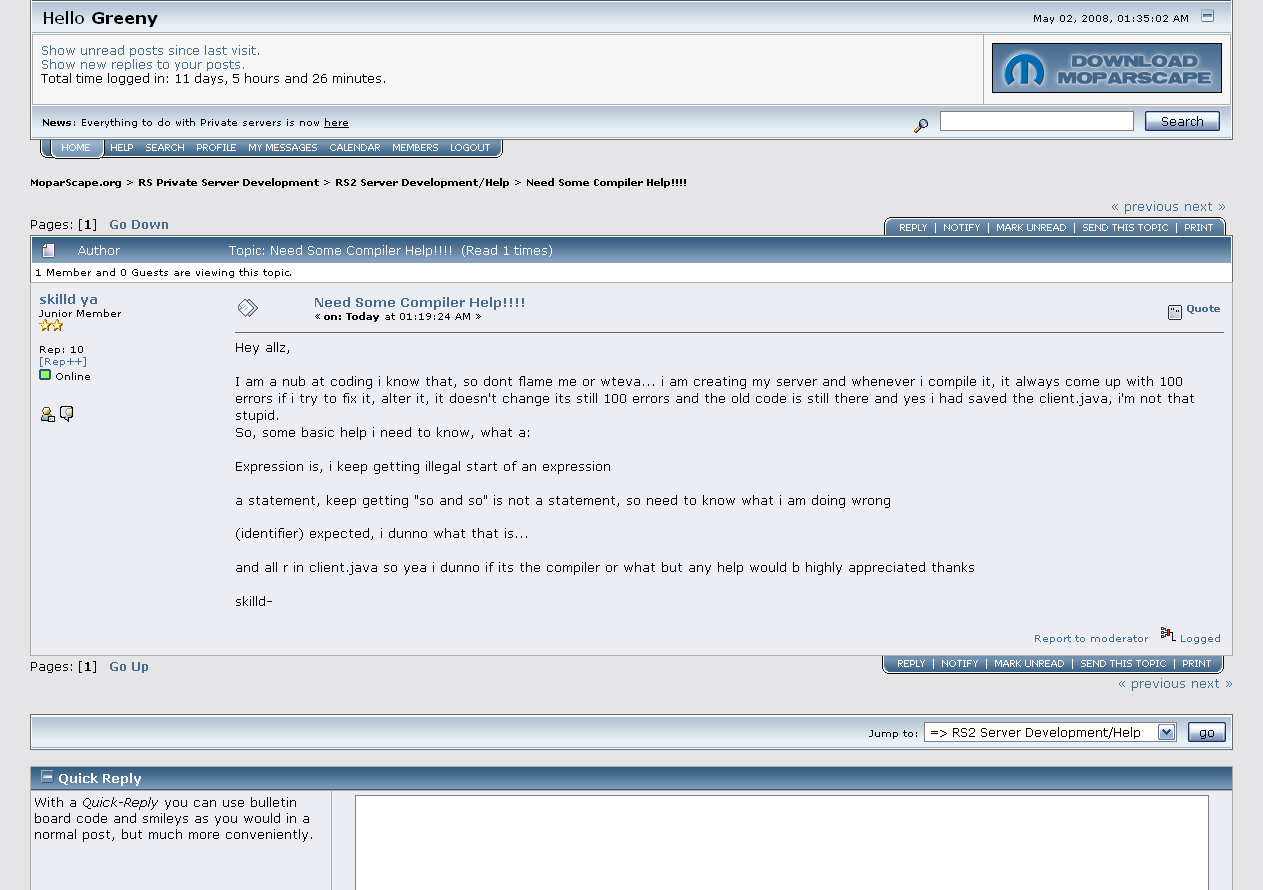 Hello Greeny
May 02, 2008, 01:35:02 AM
Show unread posts since last visit.
Show new replies to your posts.
Total time logged in: 11 days, 5 hours and 26 minutes.
DOWNLOAD
MOPARSCAPE
News: Everything to do with Private servers is now here
Search
HOME HELP SEARCH PROFILE MY MESSAGES CALENDAR MEMBERS LOGOUT
MoparScape.org > RS Private Server Development > RS2 Server Development/Help > Need Some Compiler Help!!!!
« previous next »
Pages: [1] Go Down
REPLY | NOTIFY | MARK UNREAD | SEND THIS TOPIC | PRINT
Author Topic: Need Some Compiler Help!!!! (Read 1 times)
1 Member and 0 Guests are viewing this topic.
skilld ya
Junior Member
Rep: 10
[Rep++]
Online
Need Some Compiler Help!!!!
« on: Today at 01:19:24 AM »
Quote
Hey allz,
I am a nub at coding i know that, so dont flame me or wteva... i am creating my server and whenever i compile it, it always come up with 100
errors if i try to fix it, alter it, it doesn't change its still 100 errors and the old code is still there and yes i had saved the client.java, i'm not that
stupid.
So, some basic help i need to know, what a:
Expression is, i keep getting illegal start of an expression
a statement, keep getting "so and so" is not a statement, so need to know what i am doing wrong
(identifier) expected, i dunno what that is...
and all r in client.java so yea i dunno if its the compiler or what but any help would b highly appreciated thanks
skilld-
Report to moderator Logged
Pages: [1] Go Up
REPLY | NOTIFY | MARK UNREAD | SEND THIS TOPIC | PRINT
« previous next »
Jump to: => RS2 Server Development/Help go
Quick Reply
With a Quick-Reply you can use bulletin
board code and smileys as you would in a
normal post, but much more conveniently.